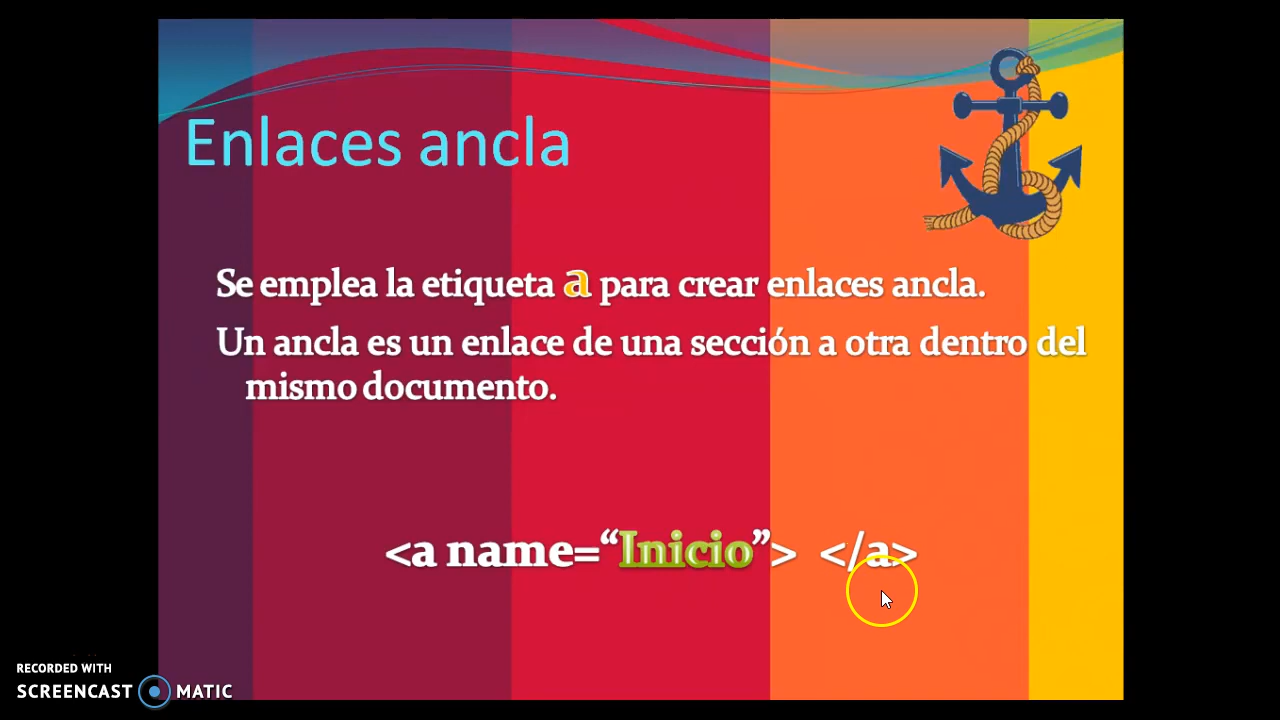 Enlaces ancla
Se emplea la etiqueta a para crear enlaces ancla.
Un ancla es un enlace de una sección a otra dentro del
mismo documento.
<a name=“Inicio”> </a>
RECORDED WITH
SCREENCAST MATIC